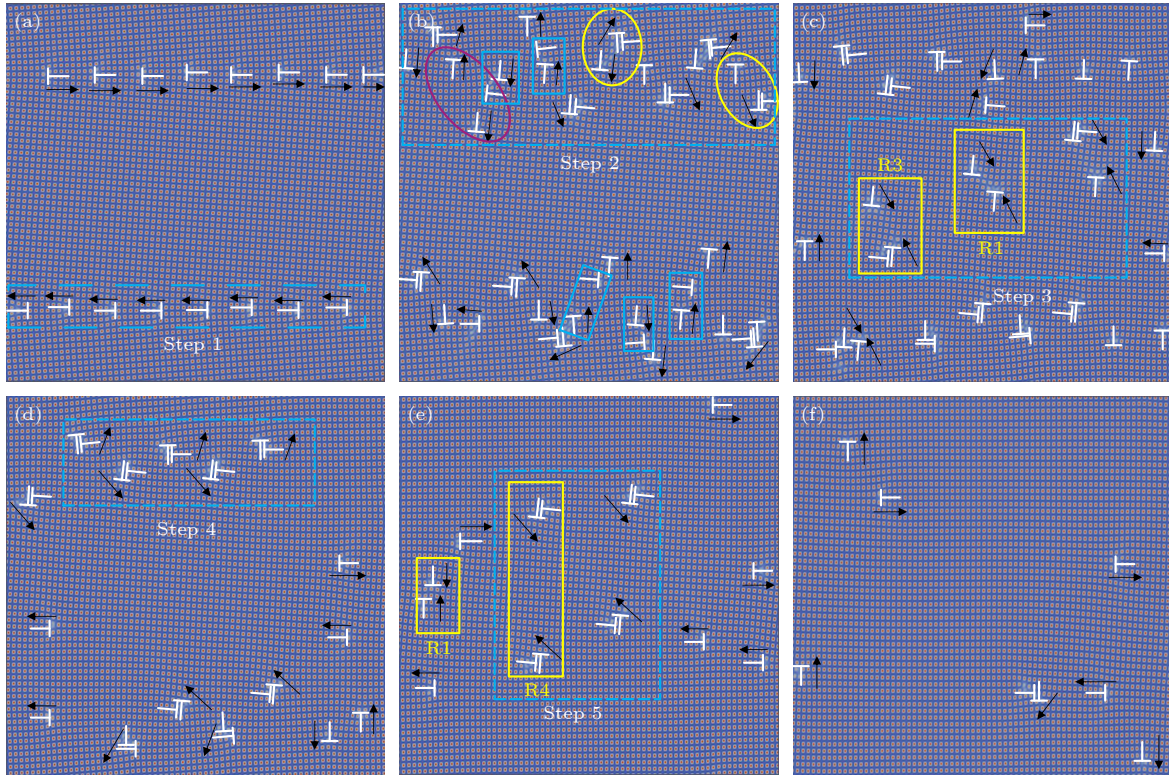 (a)
Step 1
(b)
Step 2
(c)
R3
R1
Step 3
(d)
Step 4
(e)
R1
R4
Step 5
(f)